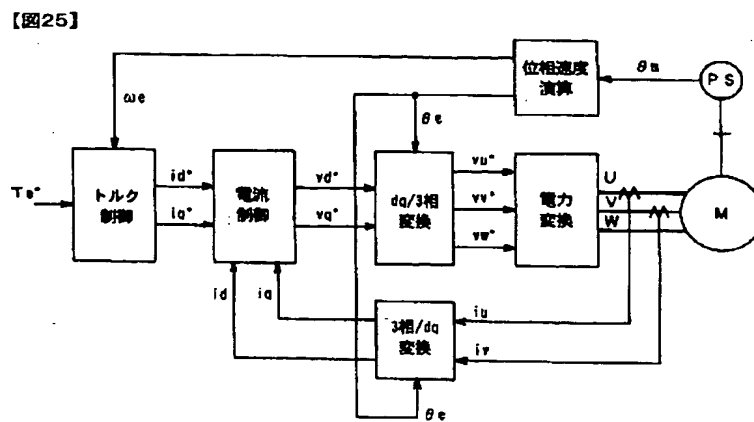 【図25】
位相速度
演算
θm
PS
ωe
θe
Te*
トルク
制御
id*
iq*
電流
制御
vd*
vq*
dq/3相
変換
vu*
vv*
vw*
電力
変換
U
V
W
M
id
iq
3相/dq
変換
iu
iv
θe